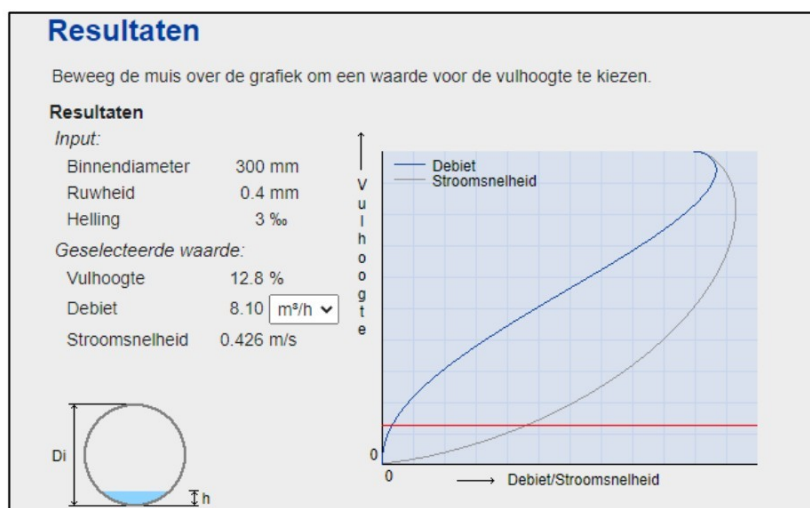 Resultaten
Beweeg de muis over de grafiek om een waarde voor de vulhoogte te kiezen.
Resultaten
Input:
Binnendiameter 300 mm
Ruwheid 0.4 mm
Helling 3 ‰
Geselecteerde waarde:
Vulhoogte 12.8 %
Debiet 8.10 m³/h
Stroomsnelheid 0.426 m/s
Di
h
Vulhoogte
Debiet
Stroomsnelheid
0
0
Debiet/Stroomsnelheid